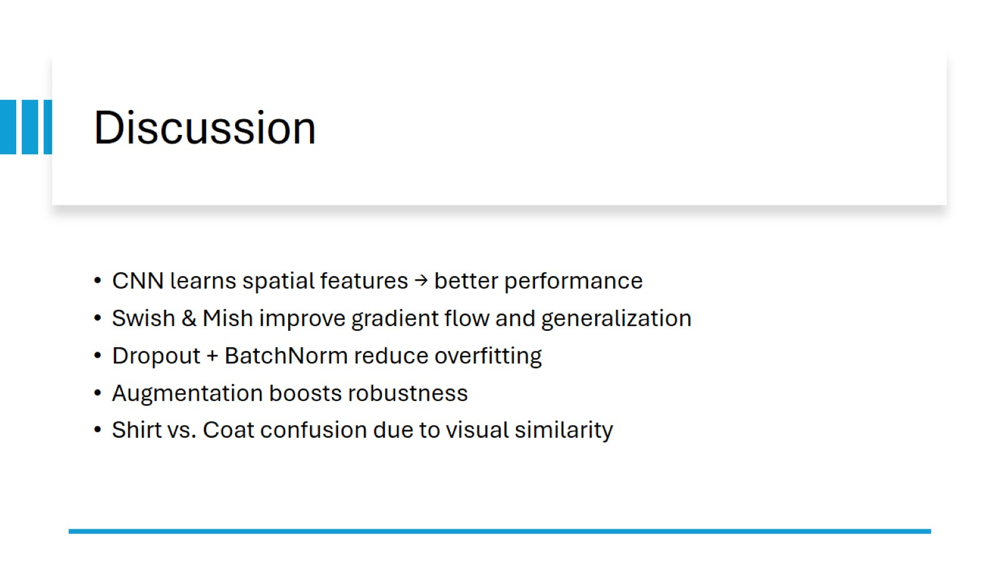 Discussion
• CNN learns spatial features → better performance
• Swish & Mish improve gradient flow and generalization
• Dropout + BatchNorm reduce overfitting
• Augmentation boosts robustness
• Shirt vs. Coat confusion due to visual similarity